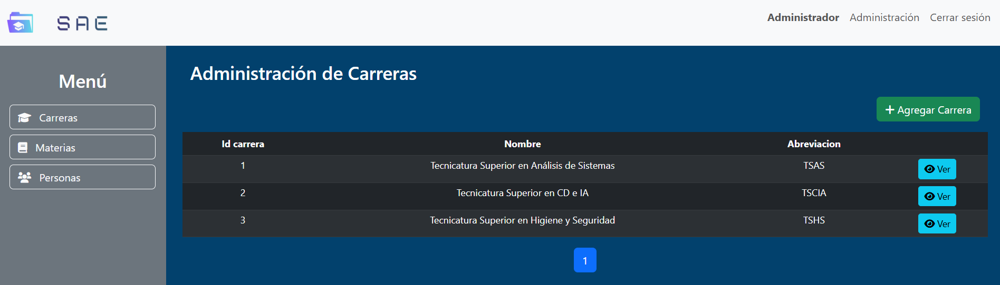 SAE
Administrador Administración Cerrar sesión
Menú
Carreras
Materias
Personas
Administración de Carreras
+ Agregar Carrera
Id carrera Nombre Abreviacion
1 Tecnicatura Superior en Análisis de Sistemas TSAS Ver
2 Tecnicatura Superior en CD e IA TSCIA Ver
3 Tecnicatura Superior en Higiene y Seguridad TSHS Ver
1